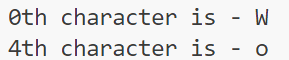 0th character is - W
4th character is - o